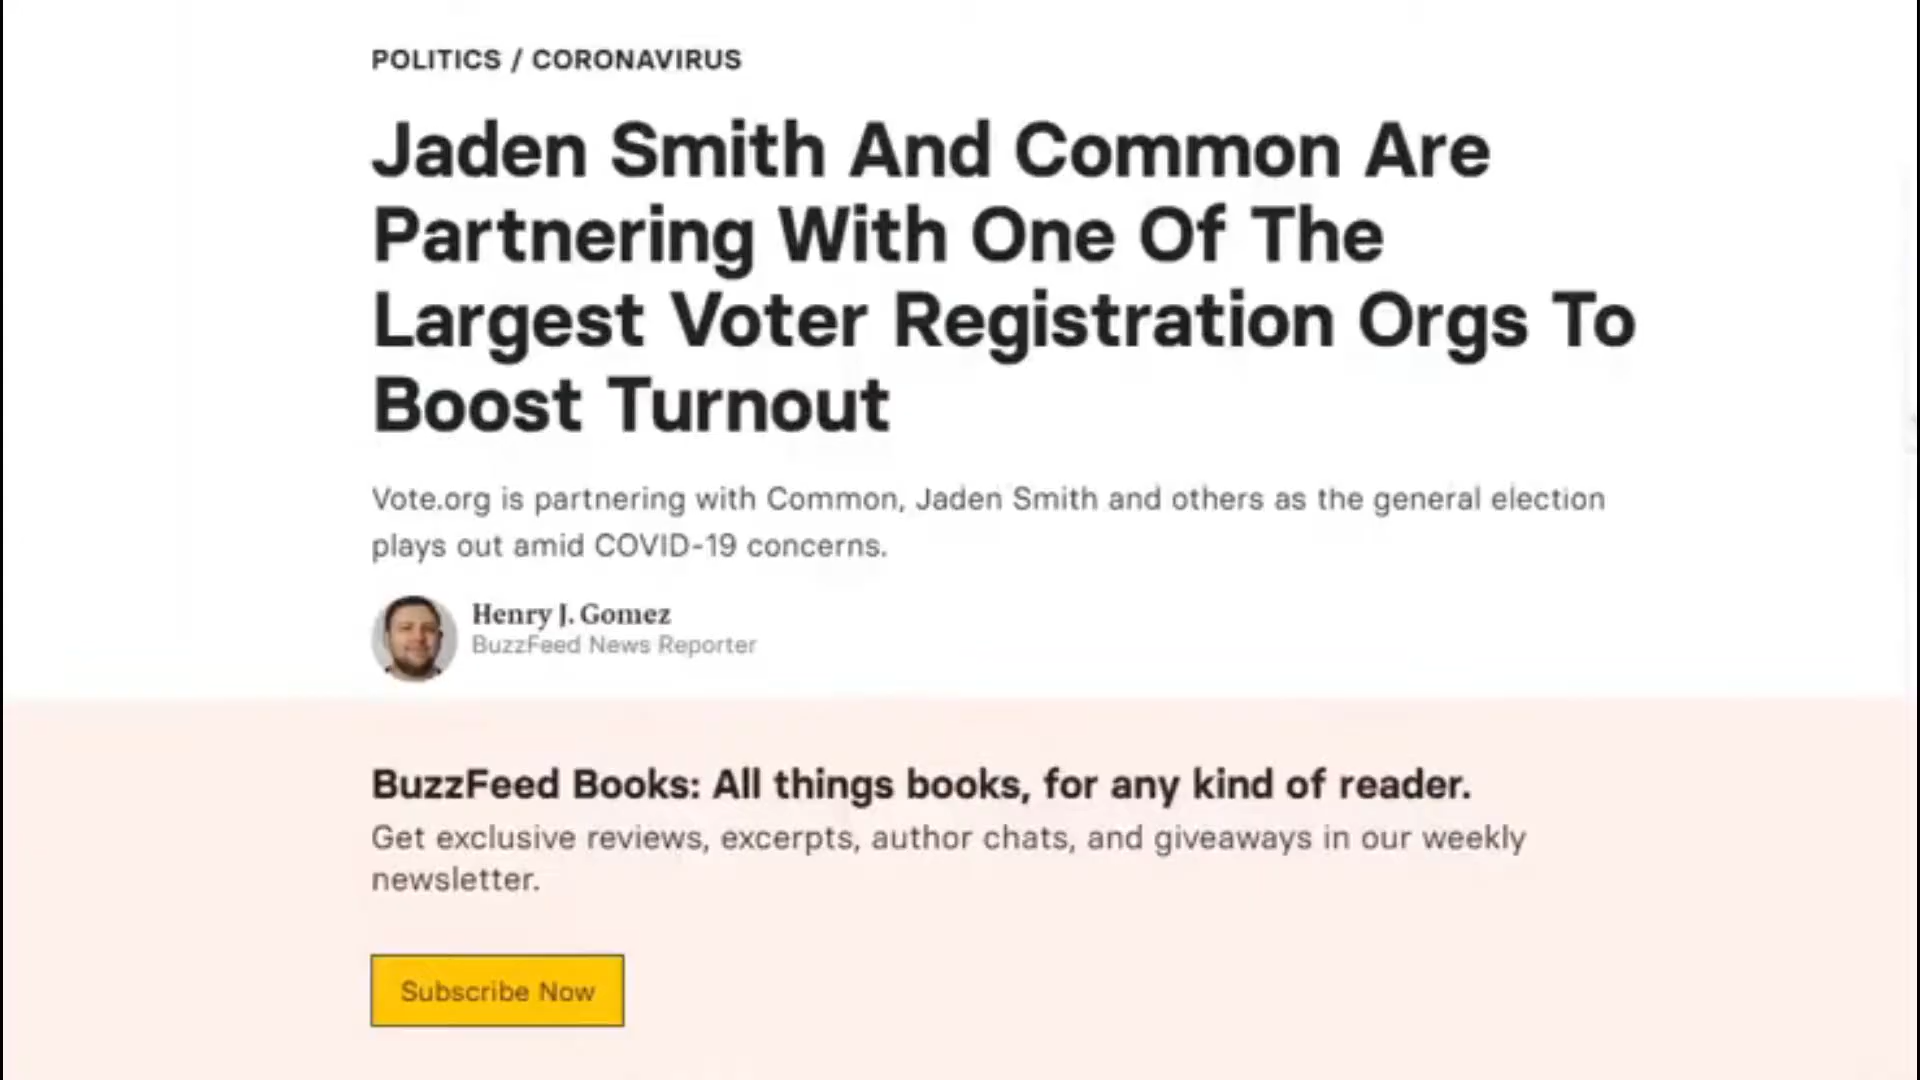 POLITICS / CORONAVIRUS
Jaden Smith And Common Are
Partnering With One Of The
Largest Voter Registration Orgs To
Boost Turnout
Vote.org is partnering with Common, Jaden Smith and others as the general election
plays out amid COVID-19 concerns.
Henry J. Gomez
BuzzFeed News Reporter
BuzzFeed Books: All things books, for any kind of reader.
Get exclusive reviews, excerpts, author chats, and giveaways in our weekly
newsletter.
Subscribe Now